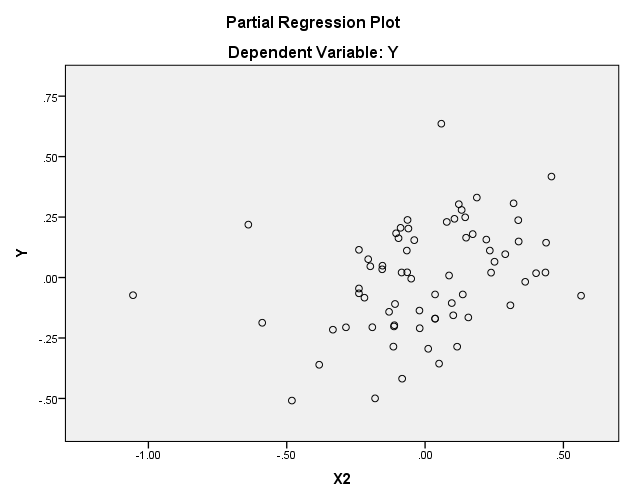 Partial Regression Plot
Dependent Variable: Y
.75
.50
.25
.00
-.25
-.50
Y
-1.00 -.50 .00 .50
X2